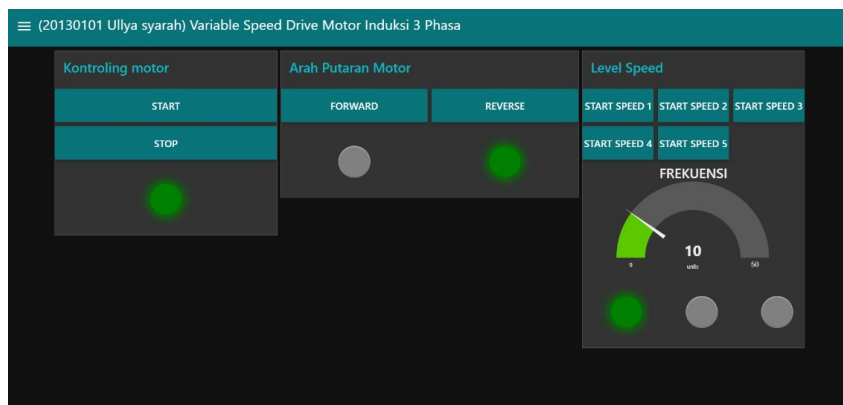 (20130101 Ullya syarah) Variable Speed Drive Motor Induksi 3 Phasa
Kontroling motor
START
STOP
Arah Putaran Motor
FORWARD REVERSE
Level Speed
START SPEED 1 START SPEED 2 START SPEED 3
START SPEED 4 START SPEED 5
FREKUENSI
10
units
0 50